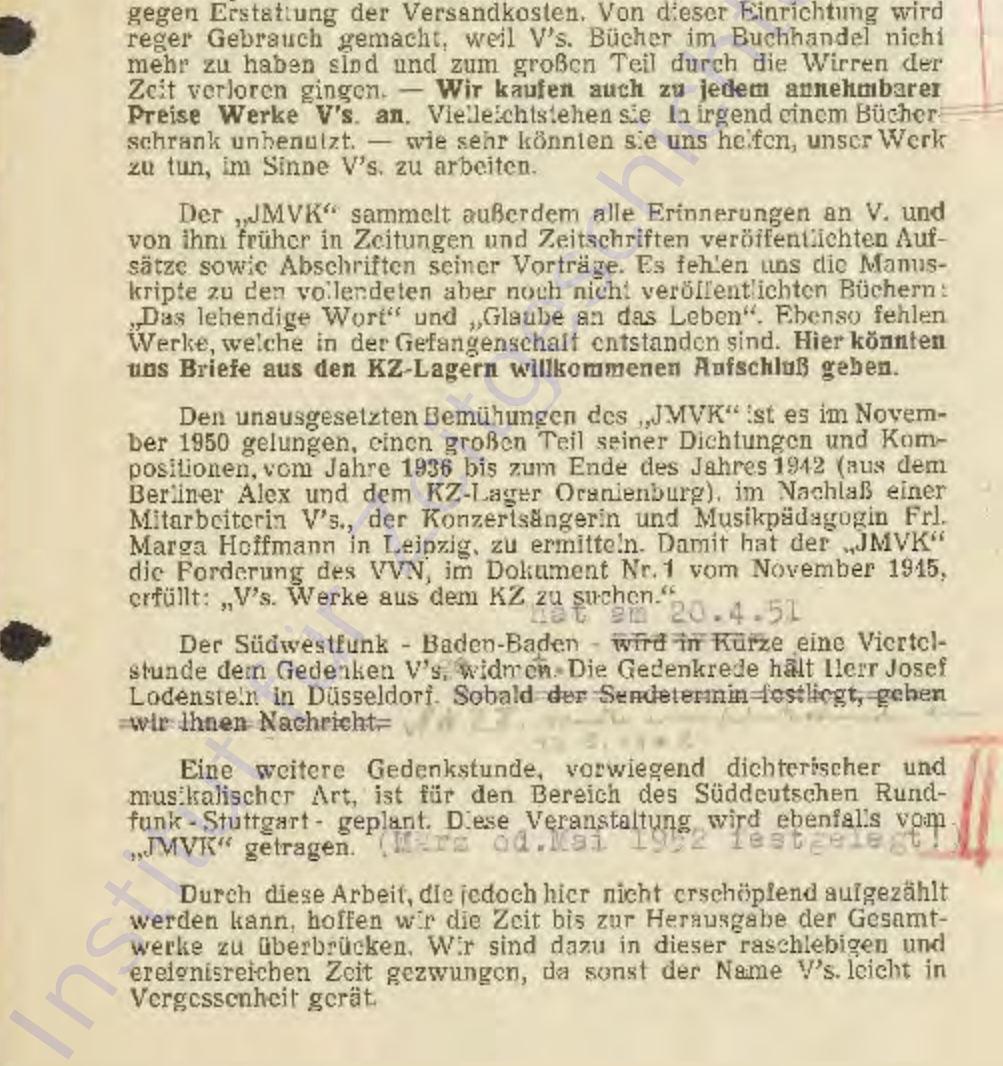 gegen Erstattung der Versandkosten. Von dieser Einrichtung wird
reger Gebrauch gemacht, weil V's. Bücher im Buchhandel nicht
mehr zu haben sind und zum großen Teil durch die Wirren der
Zeit verloren gingen. — Wir kaufen auch zu jedem annehmbarer
Preise Werke V's. an. Vielleichtstehen sie in irgend einem Bücher-
schrank unbenutzt. — wie sehr könnten sie uns helfen, unser Werk
zu tun, im Sinne V's. zu arbeiten.
Der „JMVK“ sammelt außerdem alle Erinnerungen an V. und
von ihm früher in Zeitungen und Zeitschriften veröffentlichten Auf-
sätze sowie Abschriften seiner Vorträge. Es fehlen uns die Manus-
kripte zu den vollendeten aber noch nicht veröffentlichten Büchern:
„Das lebendige Wort“ und „Glaube an das Leben“. Ebenso fehlen
Werke, welche in der Gefangenschaft entstanden sind. Hier könnten
uns Briefe aus den KZ-Lagern willkommenen Aufschluß geben.
Den unausgesetzten Bemühungen des „JMVK“ ist es im Novem-
ber 1950 gelungen, einen großen Teil seiner Dichtungen und Kom-
positionen, vom Jahre 1936 bis zum Ende des Jahres 1942 (aus dem
Berliner Alex und dem KZ-Lager Oranienburg), im Nachlaß einer
Mitarbeiterin V's., der Konzertsängerin und Musikpädagogin Frl.
Marga Hoffmann in Leipzig, zu ermitteln. Damit hat der „JMVK“
die Forderung des VVN, im Dokument Nr. 1 vom November 1945,
erfüllt: „V's. Werke aus dem KZ zu suchen.“
hat am 20.4.51
Der Südwestfunk - Baden-Baden - wird in Kürze eine Viertel-
stunde dem Gedenken V's. widmen. Die Gedenkrede hält Herr Josef
Lodenstein in Düsseldorf. Sobald der Sendetermin festliegt, geben
wir Ihnen Nachricht.
Eine weitere Gedenkstunde, vorwiegend dichterischer und
musikalischer Art, ist für den Bereich des Süddeutschen Rund-
funk - Stuttgart - geplant. Diese Veranstaltung wird ebenfalls vom
„JMVK“ getragen. (März od.Mai 1952 festgelegt!)
Durch diese Arbeit, die jedoch hier nicht erschöpfend aufgezählt
werden kann, hoffen wir die Zeit bis zur Herausgabe der Gesamt-
werke zu überbrücken. Wir sind dazu in dieser raschlebigen und
ereignisreichen Zeit gezwungen, da sonst der Name V's. leicht in
Vergessenheit gerät.
Institut für Zeitgeschichte